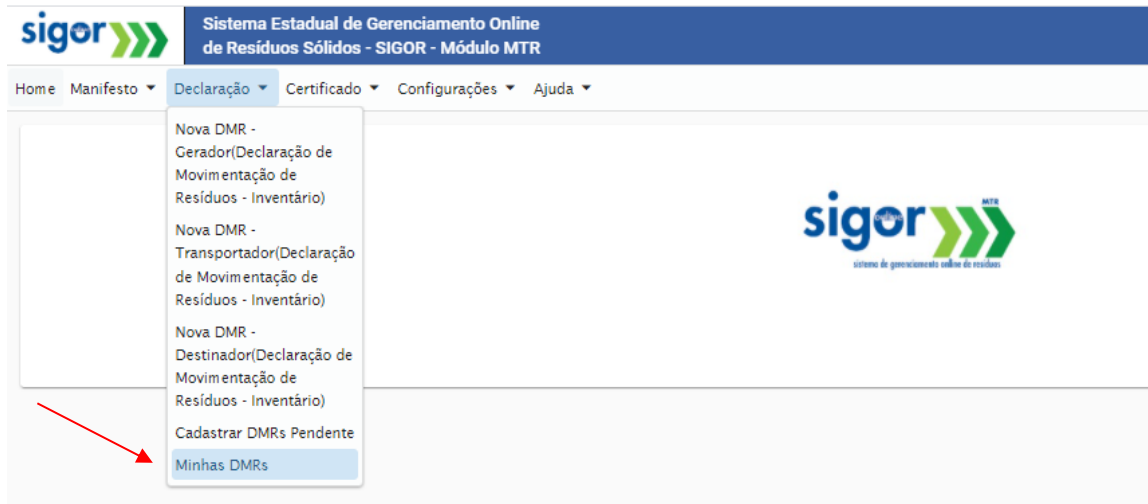 sigor
Sistema Estadual de Gerenciamento Online
de Resíduos Sólidos - SIGOR - Módulo MTR
Home Manifesto Declaração Certificado Configurações Ajuda
Nova DMR -
Gerador(Declaração de
Movimentação de
Resíduos - Inventário)
Nova DMR -
Transportador(Declaração
de Movimentação de
Resíduos - Inventário)
Nova DMR -
Destinador(Declaração de
Movimentação de
Resíduos - Inventário)
Cadastrar DMRs Pendente
Minhas DMRs
MTR
sigor
online
sistema de gerenciamento online de resíduos